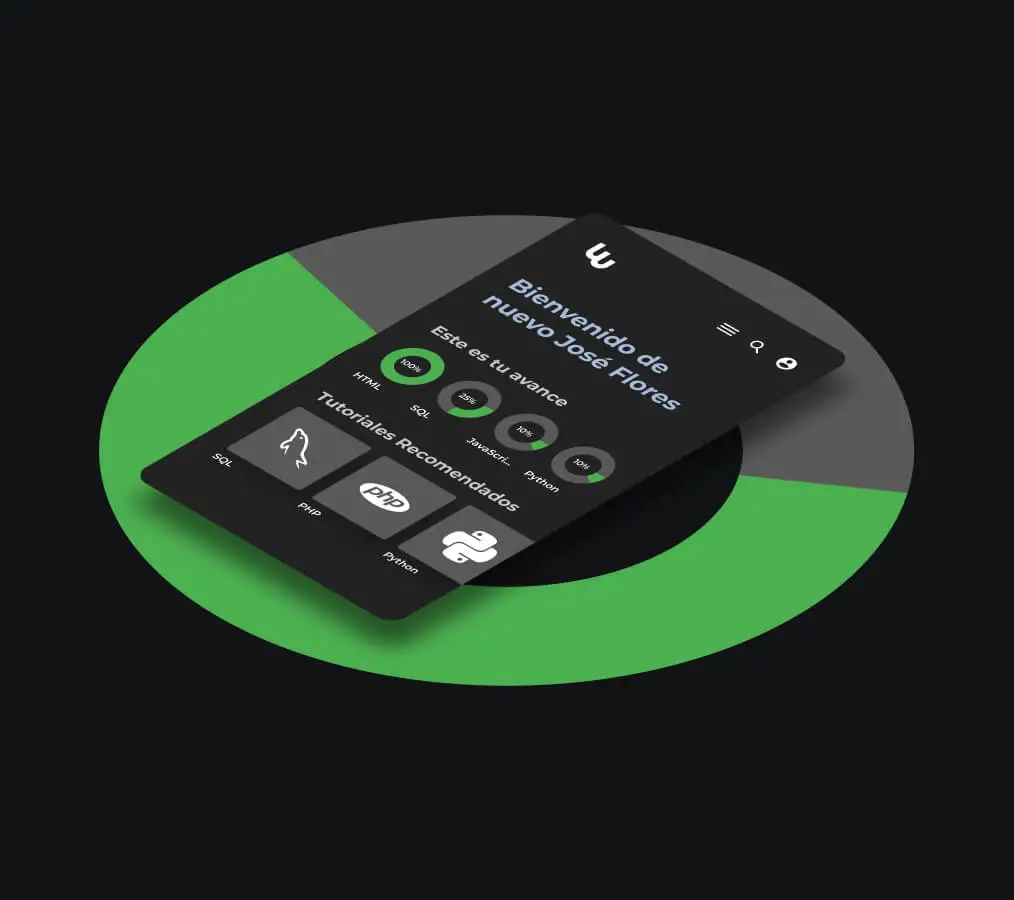 Bienvenido de
nuevo José Flores
Este es tu avance
100%
HTML
25%
SQL
10%
JavaScri...
10%
Python
Tutoriales Recomendados
SQL
php
PHP
Python